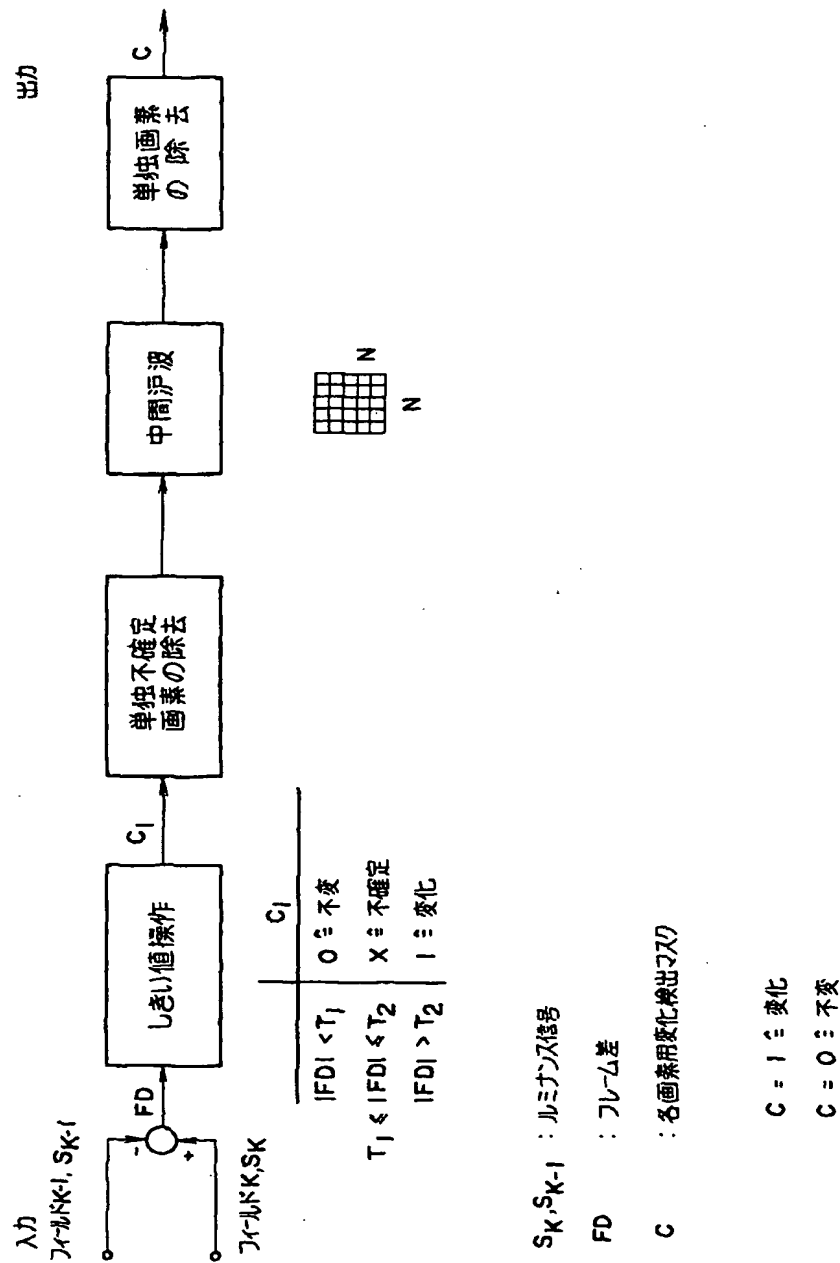 入力
フィールドK-1, SK-1
フィールドK, SK
-
+
FD
しきい値操作
C1
単独不確定
画素の除去
中間沪波
単独画素
の除去
C
出力
C1
|FD| < T1 0 ≙ 不変
T1 ≤ |FD| ≤ T2 X ≙ 不確定
|FD| > T2 1 ≙ 変化
N
N
SK, SK-1 : ルミナンス信号
FD : フレーム差
C : 各画素用変化検出マスク
C = 1 ≙ 変化
C = 0 ≙ 不変